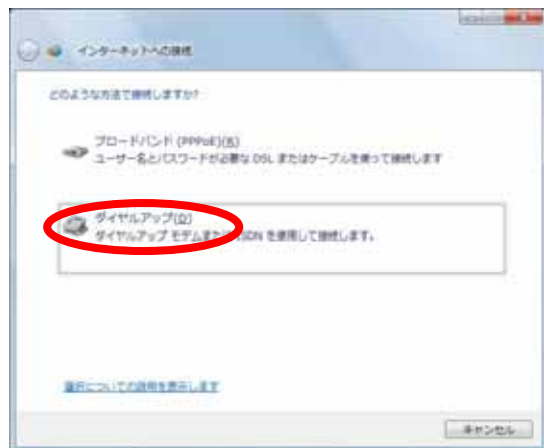 インターネットへの接続
どのような方法で接続しますか?
ブロードバンド (PPPoE)(R)
ユーザー名とパスワードが必要な DSL またはケーブルを使って接続します
ダイヤルアップ(D)
ダイヤルアップ モデムまたは ISDN を使用して接続します。
選択についての説明を表示します
キャンセル